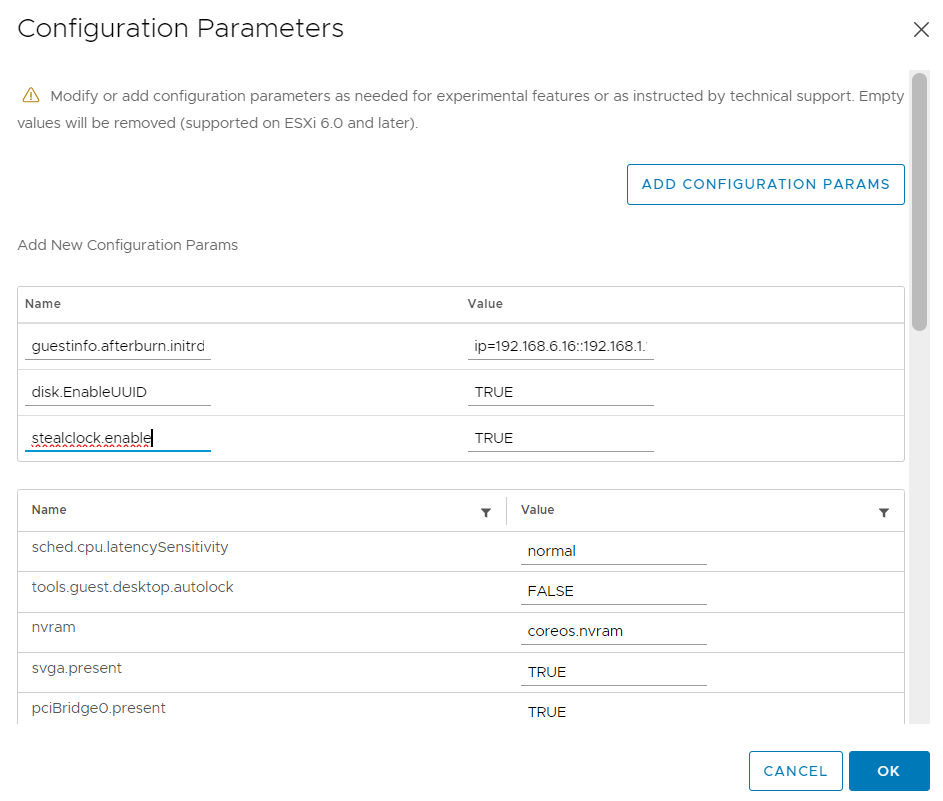 Configuration Parameters
Modify or add configuration parameters as needed for experimental features or as instructed by technical support. Empty
values will be removed (supported on ESXi 6.0 and later).
ADD CONFIGURATION PARAMS
Add New Configuration Params
Name Value
guestinfo.afterburn.initrd ip=192.168.6.16::192.168.1.
disk.EnableUUID TRUE
stealclock.enable TRUE
Name Value
sched.cpu.latencySensitivity normal
tools.guest.desktop.autolock FALSE
nvram coreos.nvram
svga.present TRUE
pciBridge0.present TRUE
CANCEL OK